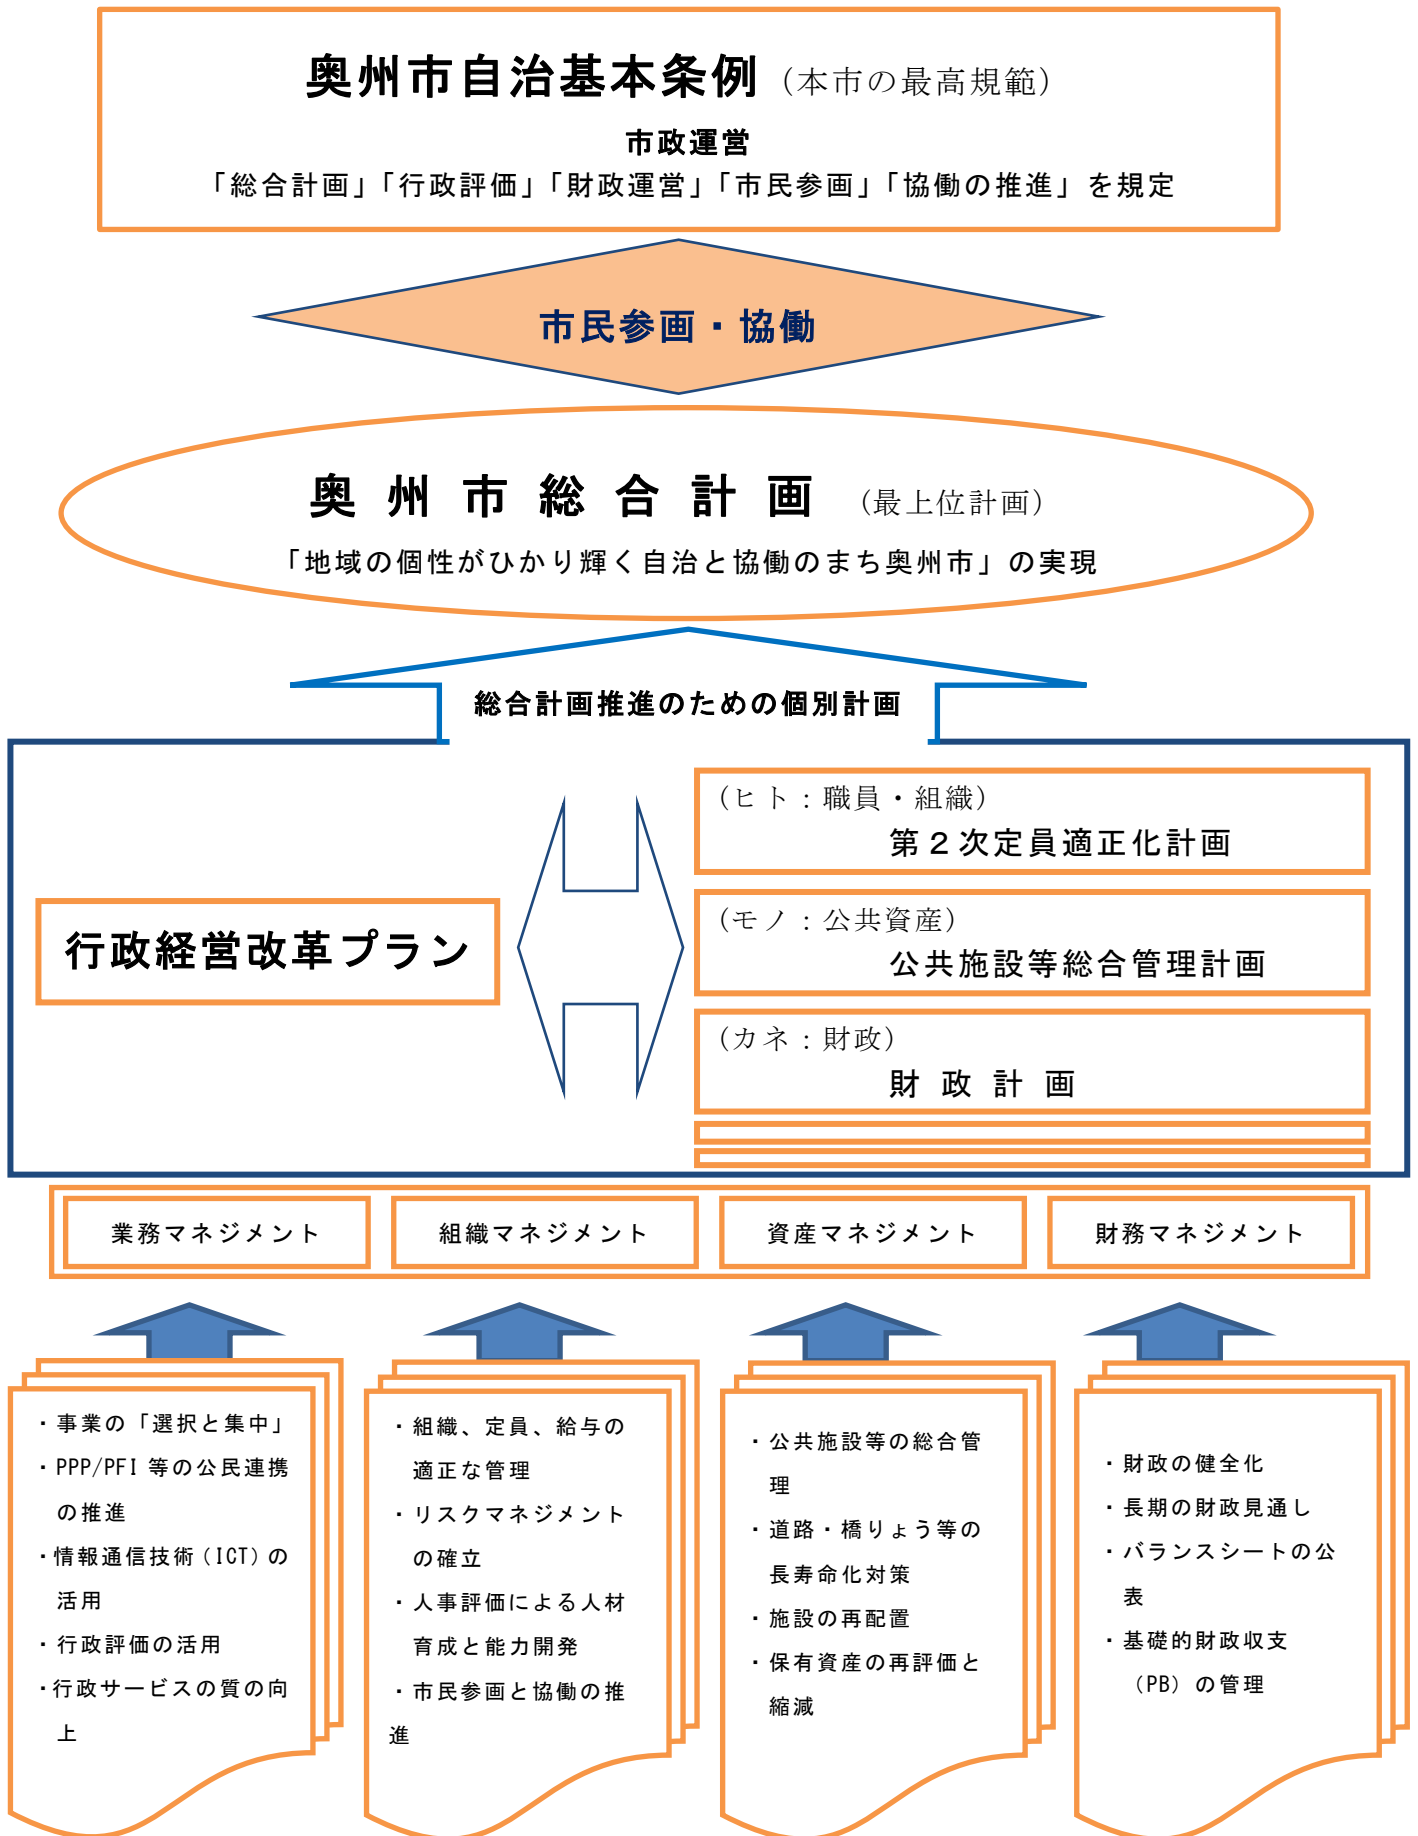 奥州市自治基本条例（本市の最高規範）
市政運営
「総合計画」「行政評価」「財政運営」「市民参画」「協働の推進」を規定
市民参画・協働
奥州市総合計画 （最上位計画）
「地域の個性がひかり輝く自治と協働のまち奥州市」の実現
総合計画推進のための個別計画
行政経営改革プラン
（ヒト：職員・組織）
第２次定員適正化計画
（モノ：公共資産）
公共施設等総合管理計画
（カネ：財政）
財政計画
業務マネジメント
組織マネジメント
資産マネジメント
財務マネジメント
・事業の「選択と集中」
・PPP/PFI 等の公民連携
の推進
・情報通信技術（ICT）の
活用
・行政評価の活用
・行政サービスの質の向
上
・組織、定員、給与の
適正な管理
・リスクマネジメント
の確立
・人事評価による人材
育成と能力開発
・市民参画と協働の推
進
・公共施設等の総合管
理
・道路・橋りょう等の
長寿命化対策
・施設の再配置
・保有資産の再評価と
縮減
・財政の健全化
・長期の財政見通し
・バランスシートの公
表
・基礎的財政収支
（PB）の管理